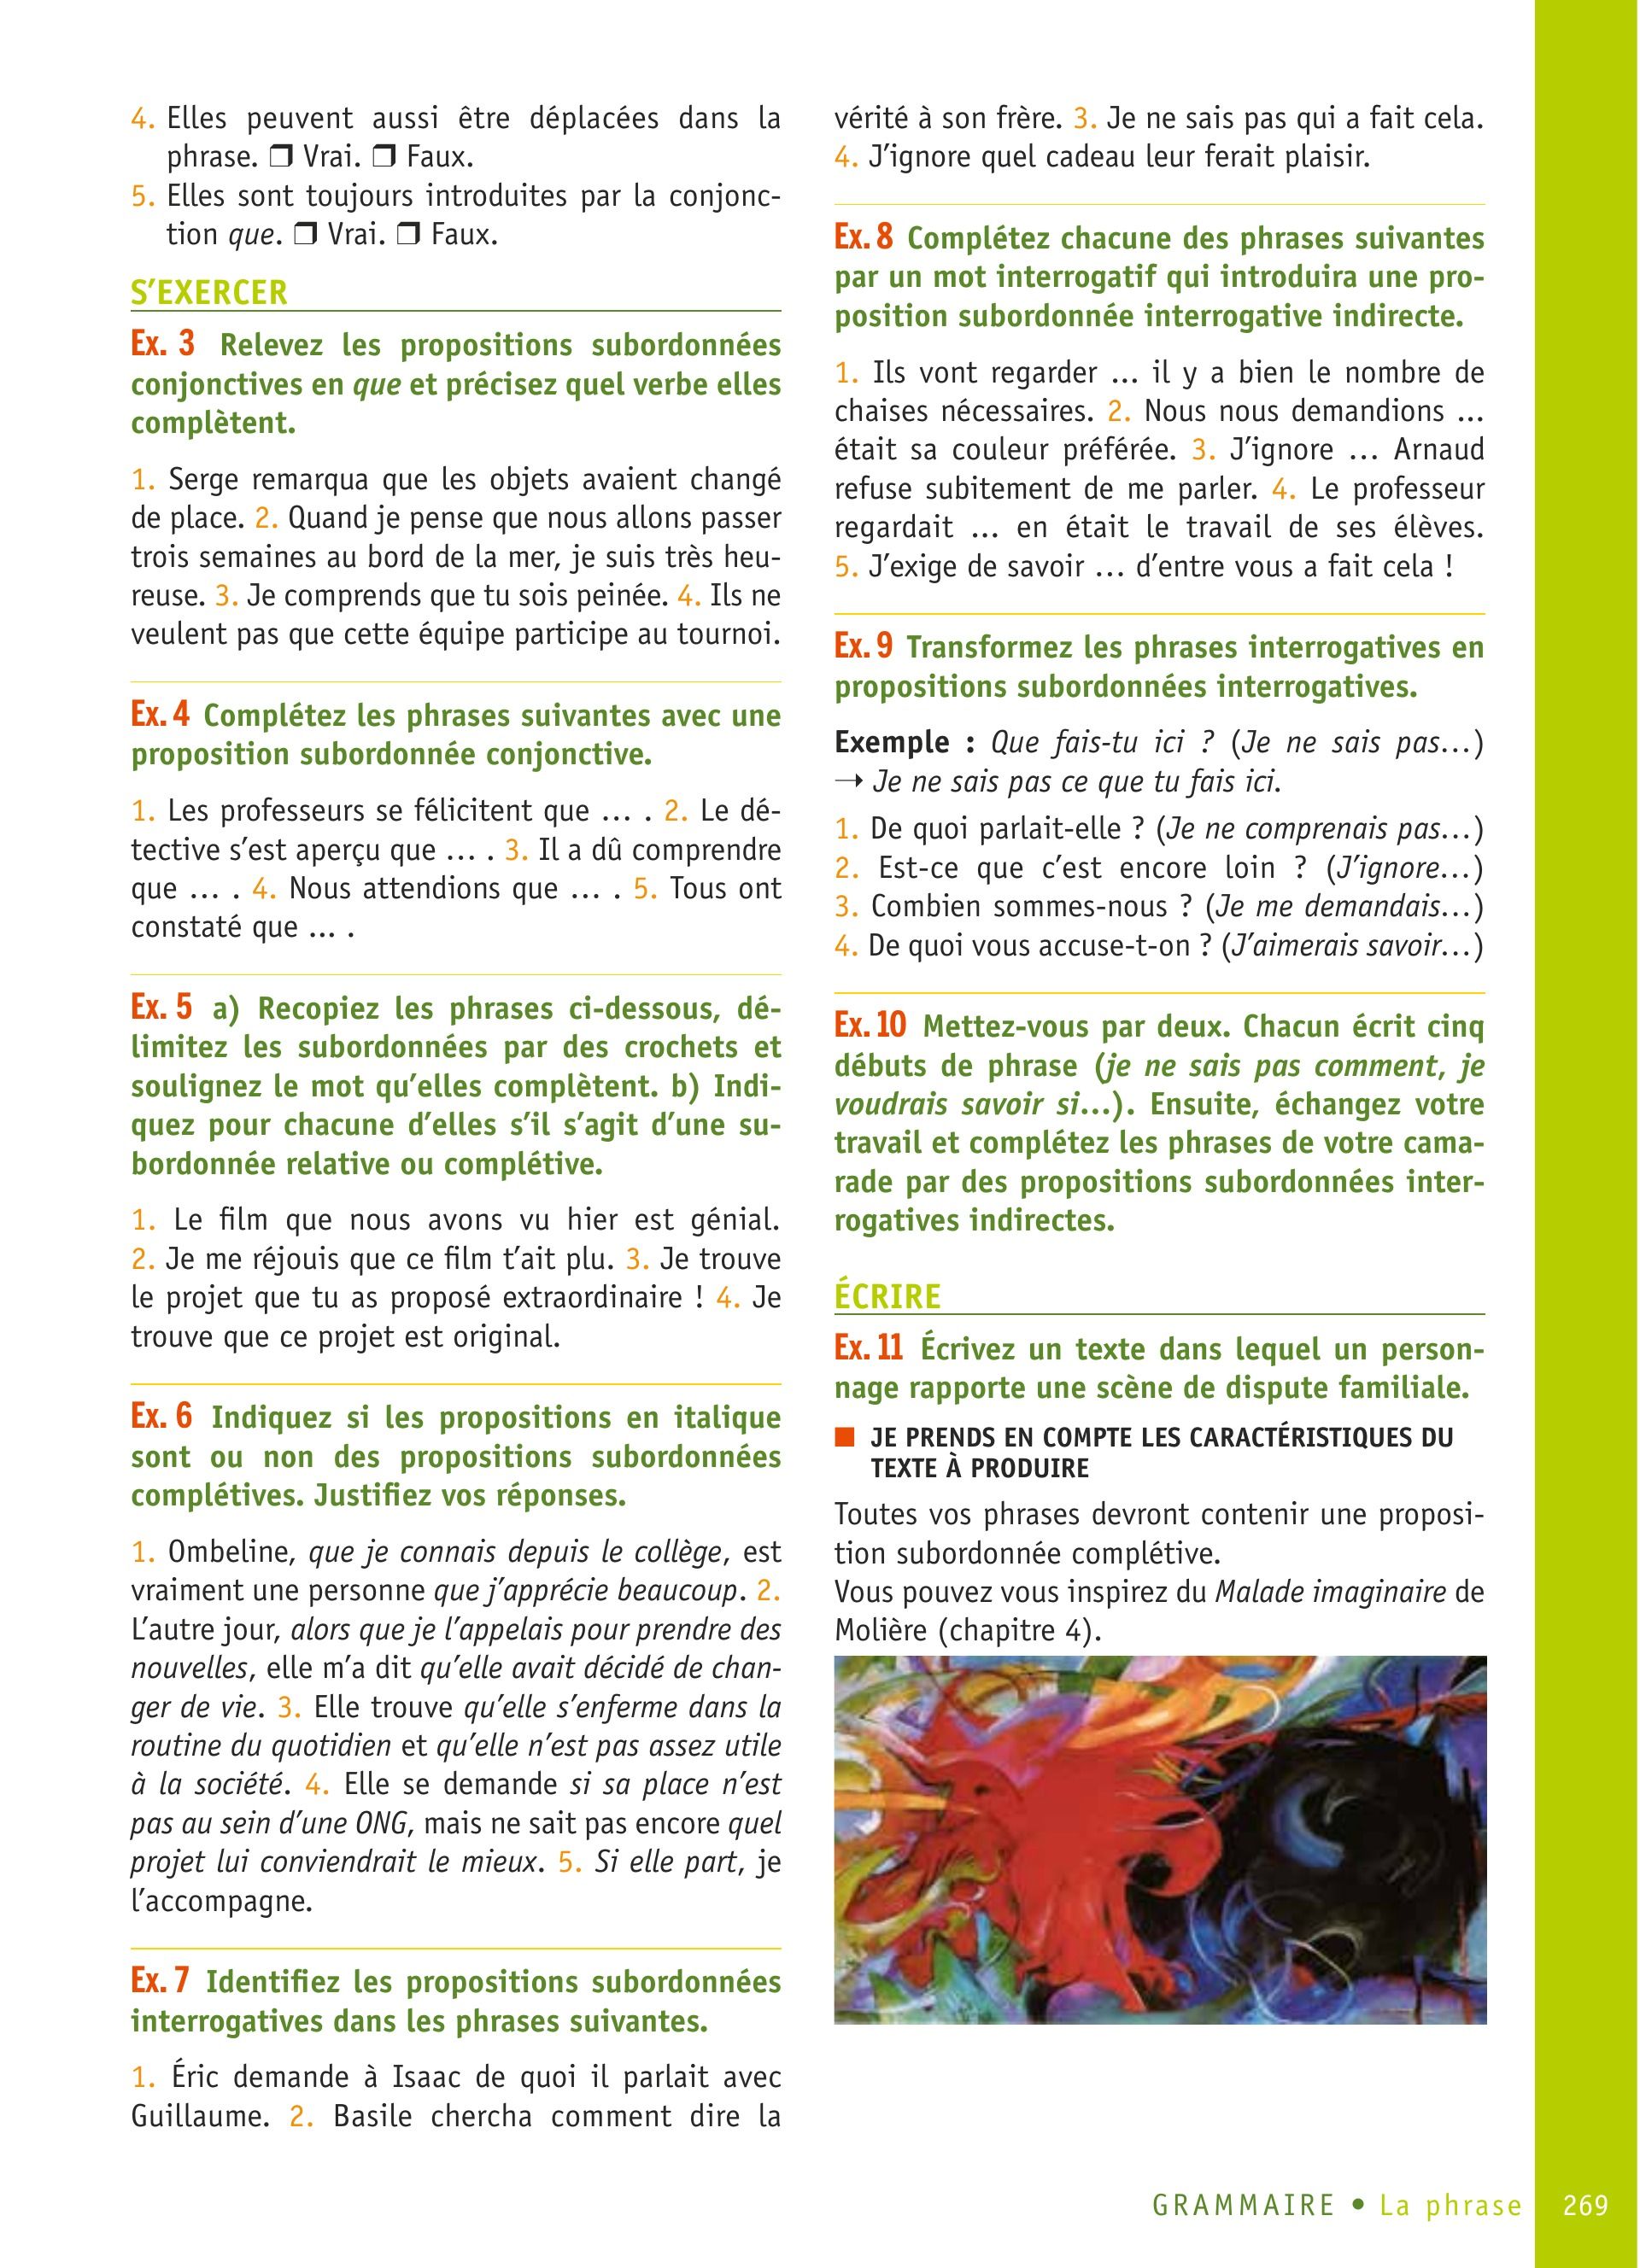 4. Elles peuvent aussi être déplacées dans la
phrase. ❒ Vrai. ❒ Faux.
5. Elles sont toujours introduites par la conjonc-
tion que. ❒ Vrai. ❒ Faux.
S’EXERCER
Ex. 3 Relevez les propositions subordonnées
conjonctives en que et précisez quel verbe elles
complètent.
1. Serge remarqua que les objets avaient changé
de place. 2. Quand je pense que nous allons passer
trois semaines au bord de la mer, je suis très heu-
reuse. 3. Je comprends que tu sois peinée. 4. Ils ne
veulent pas que cette équipe participe au tournoi.
Ex. 4 Complétez les phrases suivantes avec une
proposition subordonnée conjonctive.
1. Les professeurs se félicitent que ... . 2. Le dé-
tective s’est aperçu que ... . 3. Il a dû comprendre
que ... . 4. Nous attendions que ... . 5. Tous ont
constaté que ... .
Ex. 5 a) Recopiez les phrases ci-dessous, dé-
limitez les subordonnées par des crochets et
soulignez le mot qu’elles complètent. b) Indi-
quez pour chacune d’elles s’il s’agit d’une su-
bordonnée relative ou complétive.
1. Le film que nous avons vu hier est génial.
2. Je me réjouis que ce film t’ait plu. 3. Je trouve
le projet que tu as proposé extraordinaire ! 4. Je
trouve que ce projet est original.
Ex. 6 Indiquez si les propositions en italique
sont ou non des propositions subordonnées
complétives. Justifiez vos réponses.
1. Ombeline, que je connais depuis le collège, est
vraiment une personne que j’apprécie beaucoup. 2.
L’autre jour, alors que je l’appelais pour prendre des
nouvelles, elle m’a dit qu’elle avait décidé de chan-
ger de vie. 3. Elle trouve qu’elle s’enferme dans la
routine du quotidien et qu’elle n’est pas assez utile
à la société. 4. Elle se demande si sa place n’est
pas au sein d’une ONG, mais ne sait pas encore quel
projet lui conviendrait le mieux. 5. Si elle part, je
l’accompagne.
Ex. 7 Identifiez les propositions subordonnées
interrogatives dans les phrases suivantes.
1. Éric demande à Isaac de quoi il parlait avec
Guillaume. 2. Basile chercha comment dire la
vérité à son frère. 3. Je ne sais pas qui a fait cela.
4. J’ignore quel cadeau leur ferait plaisir.
Ex. 8 Complétez chacune des phrases suivantes
par un mot interrogatif qui introduira une pro-
position subordonnée interrogative indirecte.
1. Ils vont regarder ... il y a bien le nombre de
chaises nécessaires. 2. Nous nous demandions ...
était sa couleur préférée. 3. J’ignore ... Arnaud
refuse subitement de me parler. 4. Le professeur
regardait ... en était le travail de ses élèves.
5. J’exige de savoir ... d’entre vous a fait cela !
Ex. 9 Transformez les phrases interrogatives en
propositions subordonnées interrogatives.
Exemple : Que fais-tu ici ? (Je ne sais pas...)
→ Je ne sais pas ce que tu fais ici.
1. De quoi parlait-elle ? (Je ne comprenais pas...)
2. Est-ce que c’est encore loin ? (J’ignore...)
3. Combien sommes-nous ? (Je me demandais...)
4. De quoi vous accuse-t-on ? (J’aimerais savoir...)
Ex. 10 Mettez-vous par deux. Chacun écrit cinq
débuts de phrase (je ne sais pas comment, je
voudrais savoir si...). Ensuite, échangez votre
travail et complétez les phrases de votre cama-
rade par des propositions subordonnées inter-
rogatives indirectes.
ÉCRIRE
Ex. 11 Écrivez un texte dans lequel un person-
nage rapporte une scène de dispute familiale.
■ JE PRENDS EN COMPTE LES CARACTÉRISTIQUES DU
TEXTE À PRODUIRE
Toutes vos phrases devront contenir une proposi-
tion subordonnée complétive.
Vous pouvez vous inspirez du Malade imaginaire de
Molière (chapitre 4).
GRAMMAIRE • La phrase 269